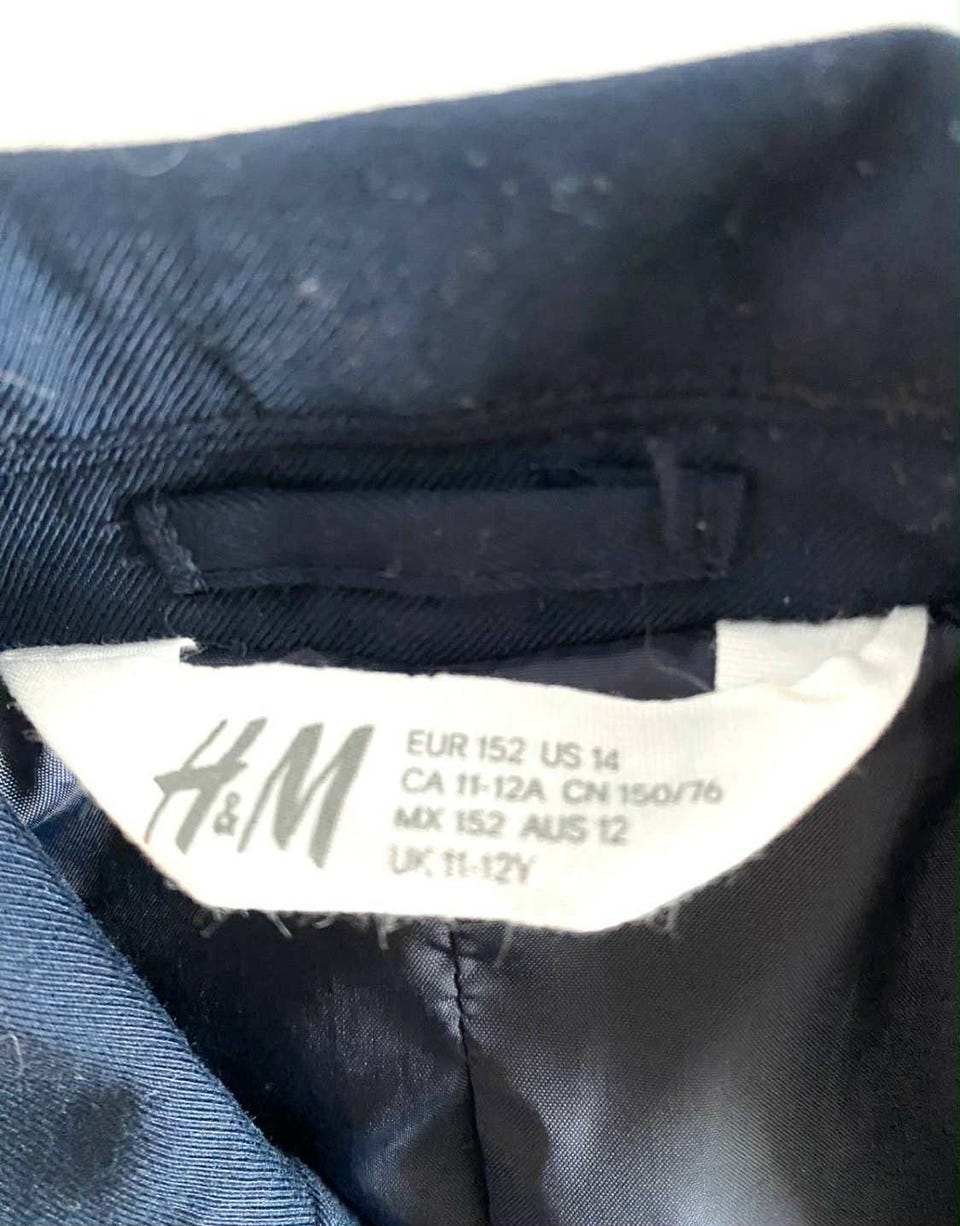 H&M
EUR 152 US 14
CA 11-12A CN 150/76
MX 152 AUS 12
UK 11-12Y